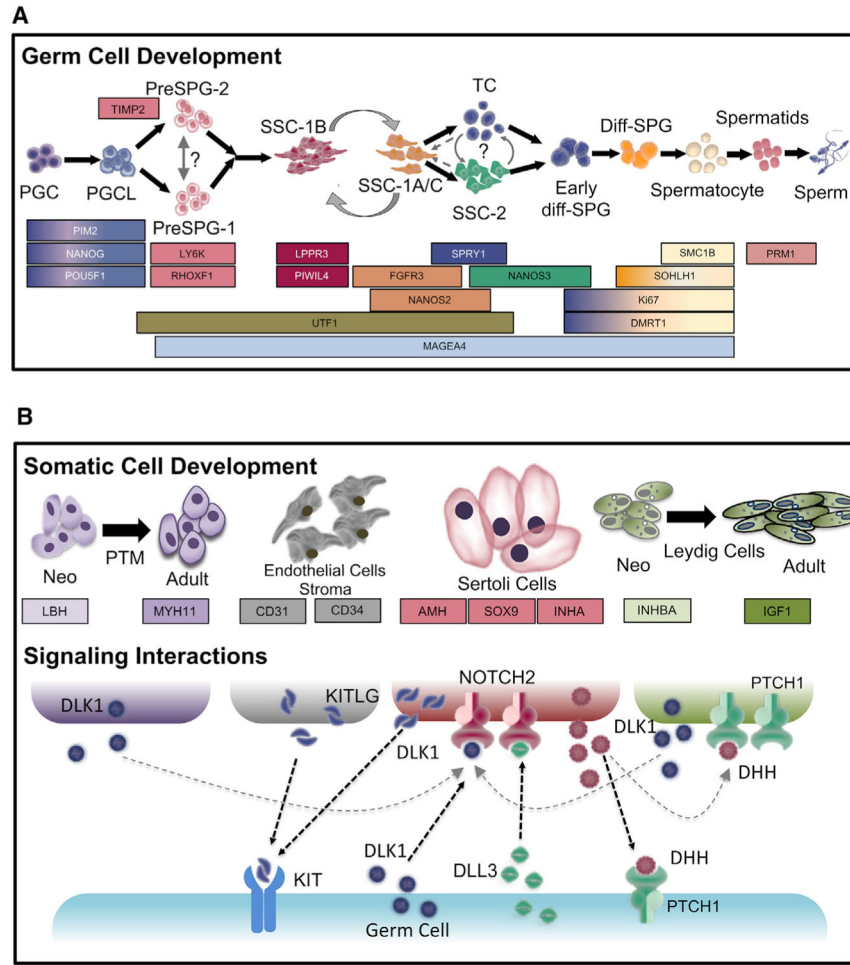 A
Germ Cell Development
PreSPG-2
TIMP2
TC
SSC-1B
Diff-SPG
Spermatids
?
?
PGC
PGCL
SSC-1A/C
SSC-2
Early
diff-SPG
Spermatocyte
Sperm
PreSPG-1
PIM2
NANOG
LY6K
LPPR3
SPRY1
SMC1B
PRM1
POU5F1
RHOXF1
PIWIL4
FGFR3
NANOS3
SOHLH1
NANOS2
Ki67
UTF1
DMRT1
MAGEA4
B
Somatic Cell Development
Neo
PTM
Adult
Endothelial Cells
Stroma
Sertoli Cells
Neo
Leydig Cells
Adult
LBH
MYH11
CD31
CD34
AMH
SOX9
INHA
INHBA
IGF1
Signaling Interactions
DLK1
KITLG
NOTCH2
PTCH1
DLK1
DLK1
DHH
KIT
DLK1
DLL3
DHH
PTCH1
Germ Cell